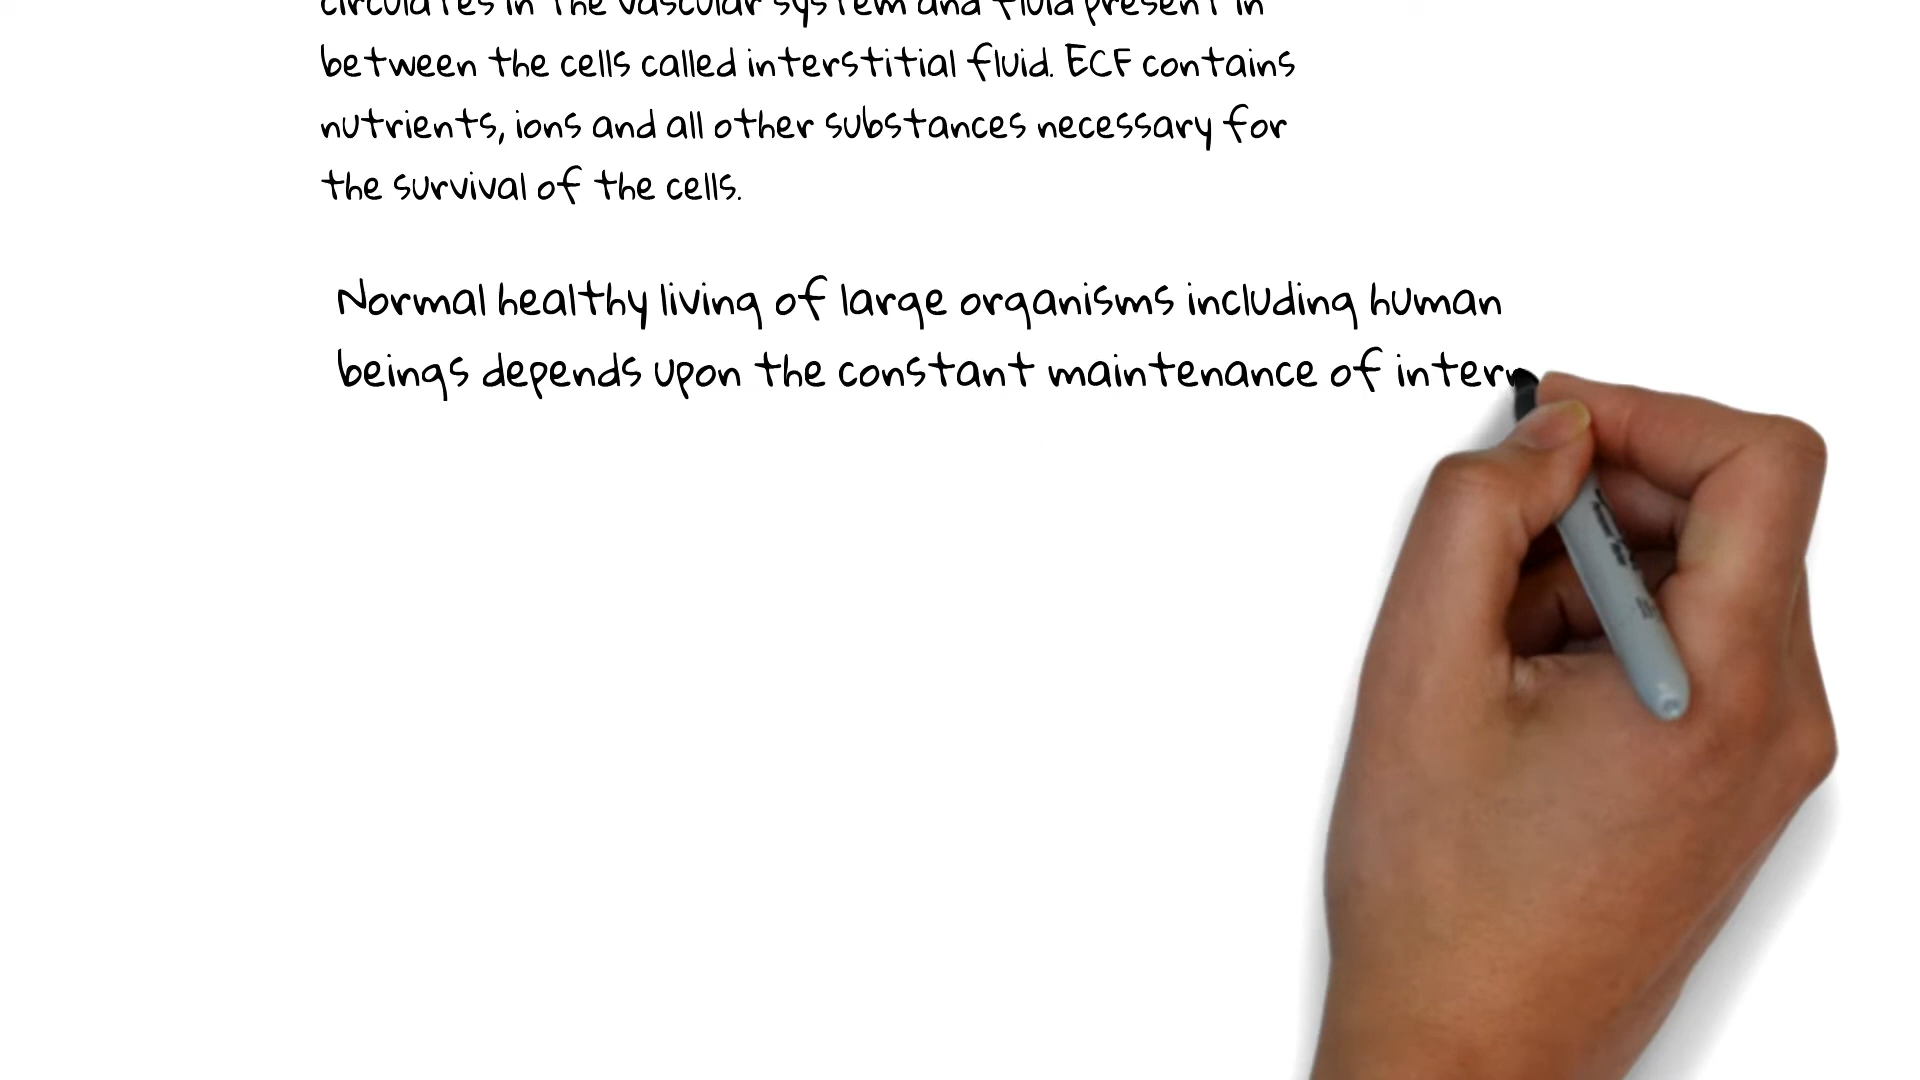 circulates in the vascular system and fluid present in
between the cells called interstitial fluid. ECF contains
nutrients, ions and all other substances necessary for
the survival of the cells.
Normal healthy living of large organisms including human
beings depends upon the constant maintenance of intern